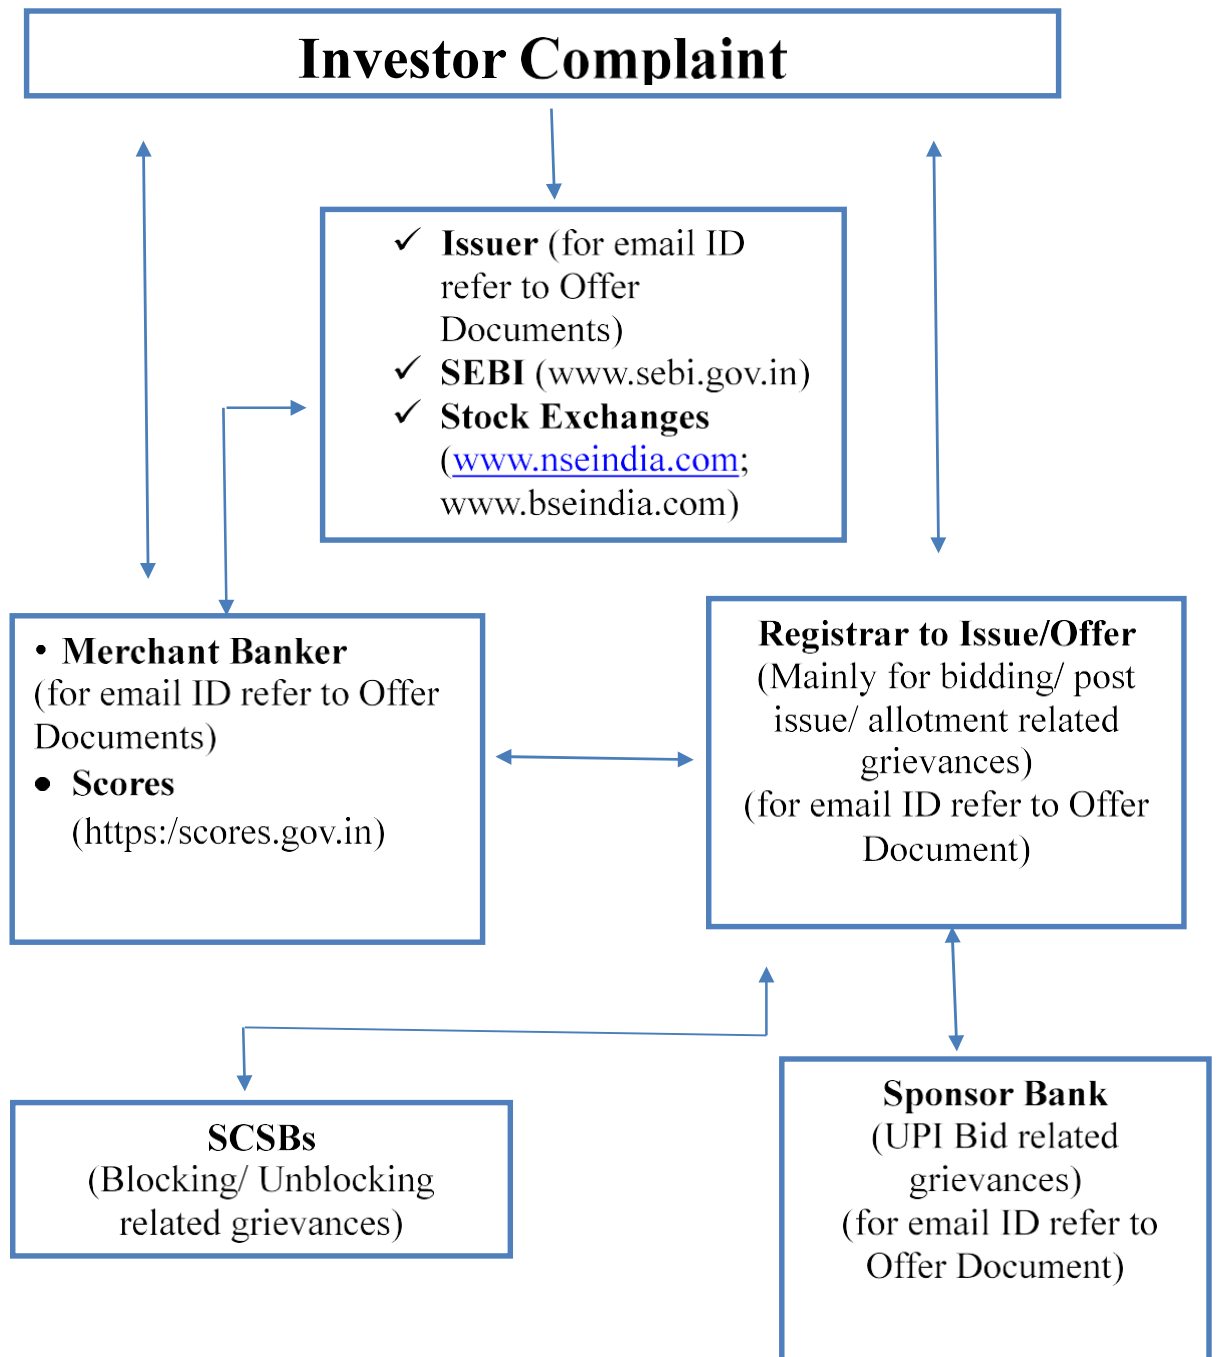 Investor Complaint
✓ Issuer (for email ID
refer to Offer
Documents)
✓ SEBI (www.sebi.gov.in)
✓ Stock Exchanges
(www.nseindia.com;
www.bseindia.com)
• Merchant Banker
(for email ID refer to Offer
Documents)
• Scores
(https:/scores.gov.in)
Registrar to Issue/Offer
(Mainly for bidding/ post
issue/ allotment related
grievances)
(for email ID refer to Offer
Document)
SCSBs
(Blocking/ Unblocking
related grievances)
Sponsor Bank
(UPI Bid related
grievances)
(for email ID refer to
Offer Document)